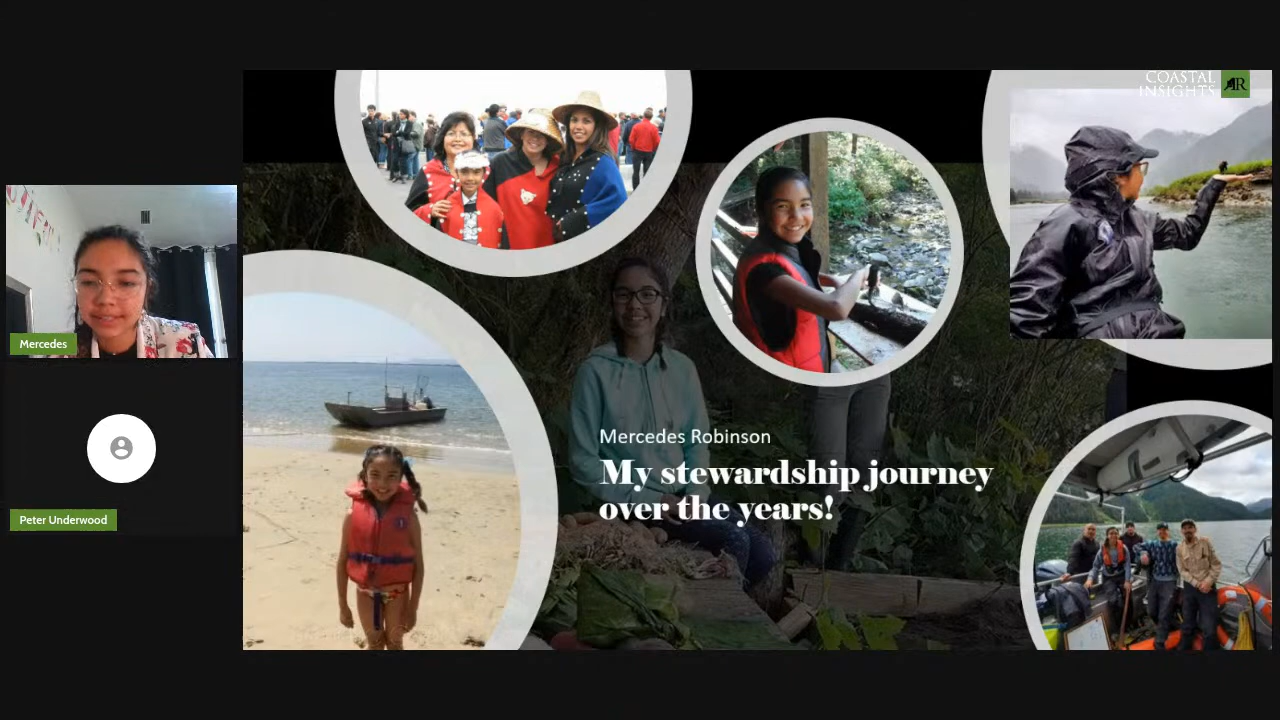 COASTAL
INSIGHTS
R
Mercedes
Mercedes Robinson
My stewardship journey
over the years!
Peter Underwood